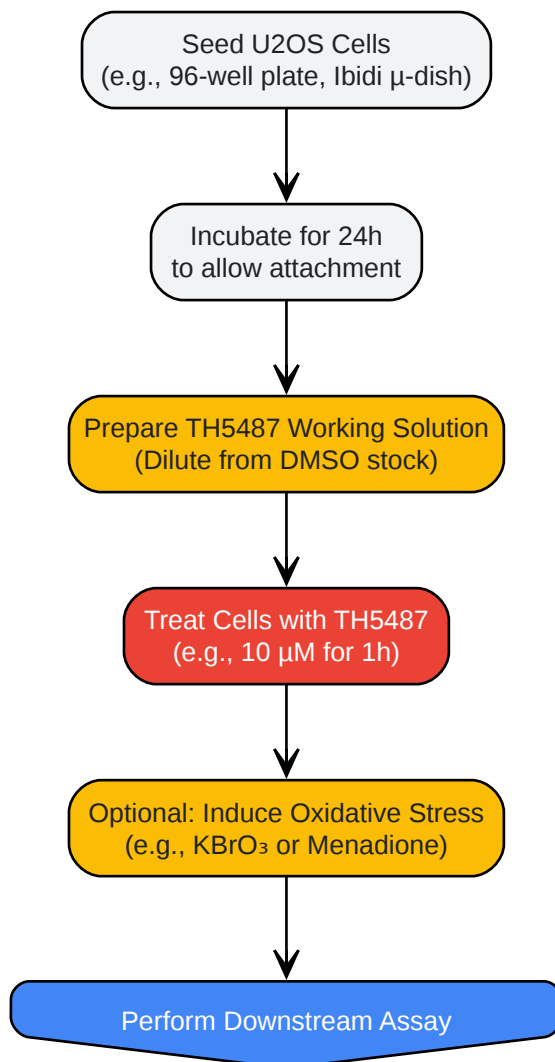 Seed U2OS Cells
(e.g., 96-well plate, Ibidi µ-dish)
Incubate for 24h
to allow attachment
Prepare TH5487 Working Solution
(Dilute from DMSO stock)
Treat Cells with TH5487
(e.g., 10 µM for 1h)
Optional: Induce Oxidative Stress
(e.g., KBrO₃ or Menadione)
Perform Downstream Assay